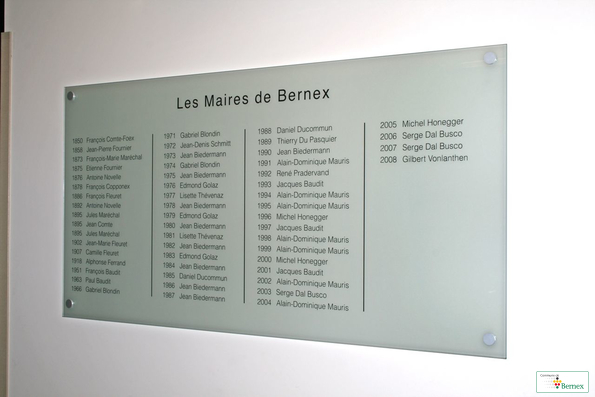 Les Maires de Bernex
1850 François Comte-Foex
1858 Jean-Pierre Fournier
1873 François-Marie Maréchal
1875 Etienne Fournier
1876 Antoine Novelle
1878 François Copponex
1888 François Fleuret
1892 Antoine Novelle
1895 Jules Maréchal
1895 Jean Comte
1895 Jules Maréchal
1902 Jean-Marie Fleuret
1907 Camille Fleuret
1918 Alphonse Ferrand
1951 François Baudit
1963 Paul Baudit
1966 Gabriel Blondin
1971 Gabriel Blondin
1972 Jean-Denis Schmitt
1973 Jean Biedermann
1974 Gabriel Blondin
1975 Jean Biedermann
1976 Edmond Golaz
1977 Lisette Thévenaz
1978 Jean Biedermann
1979 Edmond Golaz
1980 Jean Biedermann
1981 Lisette Thévenaz
1982 Jean Biedermann
1983 Edmond Golaz
1984 Jean Biedermann
1985 Daniel Ducommun
1986 Jean Biedermann
1987 Jean Biedermann
1988 Daniel Ducommun
1989 Thierry Du Pasquier
1990 Jean Biedermann
1991 Alain-Dominique Mauris
1992 René Pradervand
1993 Jacques Baudit
1994 Alain-Dominique Mauris
1995 Alain-Dominique Mauris
1996 Michel Honegger
1997 Jacques Baudit
1998 Alain-Dominique Mauris
1999 Alain-Dominique Mauris
2000 Michel Honegger
2001 Jacques Baudit
2002 Alain-Dominique Mauris
2003 Serge Dal Busco
2004 Alain-Dominique Mauris
2005 Michel Honegger
2006 Serge Dal Busco
2007 Serge Dal Busco
2008 Gilbert Vonlanthen
Commune de
Bernex